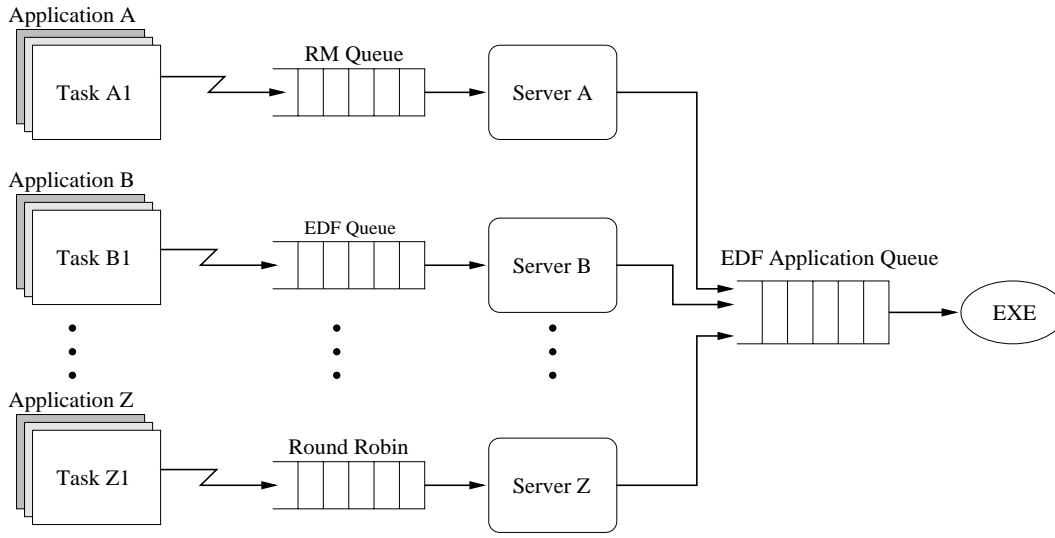 Application A
Task A1
RM Queue
Server A
Application B
Task B1
EDF Queue
Server B
EDF Application Queue
EXE
Application Z
Task Z1
Round Robin
Server Z